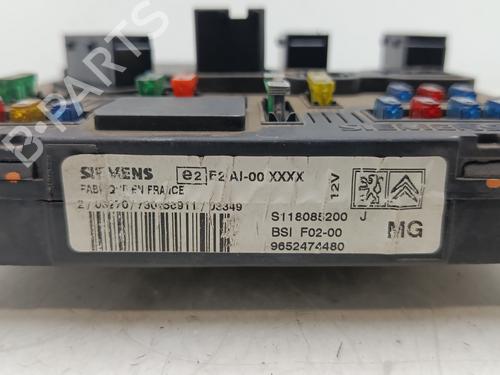 SIEMENS
SIEMENS e2 F2 AI-00 XXXX
FABRIQUE EN FRANCE
12V
S118085200 J
BSI F02-00
9652474480
MG
B-PARTS